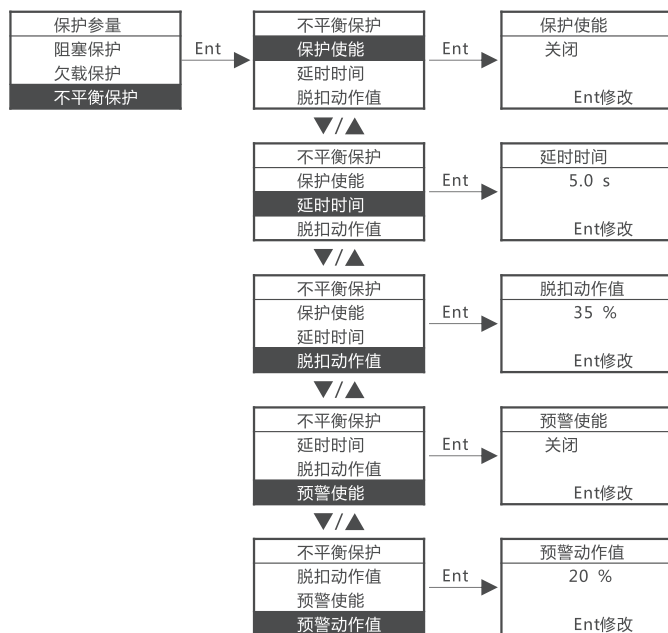 保护参量
阻塞保护
欠载保护
不平衡保护
Ent
不平衡保护
保护使能
延时时间
脱扣动作值
Ent
保护使能
关闭
Ent修改
▼/▲
不平衡保护
保护使能
延时时间
脱扣动作值
Ent
延时时间
5.0 s
Ent修改
▼/▲
不平衡保护
保护使能
延时时间
脱扣动作值
Ent
脱扣动作值
35 %
Ent修改
▼/▲
不平衡保护
延时时间
脱扣动作值
预警使能
Ent
预警使能
关闭
Ent修改
▼/▲
不平衡保护
脱扣动作值
预警使能
预警动作值
Ent
预警动作值
20 %
Ent修改